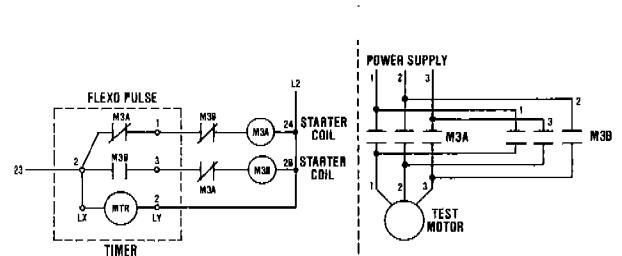 POWER SUPPLY
1 2 3
L2
FLEXO PULSE
M3A 1 M3B M3A 24 STARTER COIL
23 2 M3B 3 M3A M3B 28 STARTER COIL
LX MTR 2 LY
TIMER
1 3 2
M3A M3B
1 2 3
TEST MOTOR